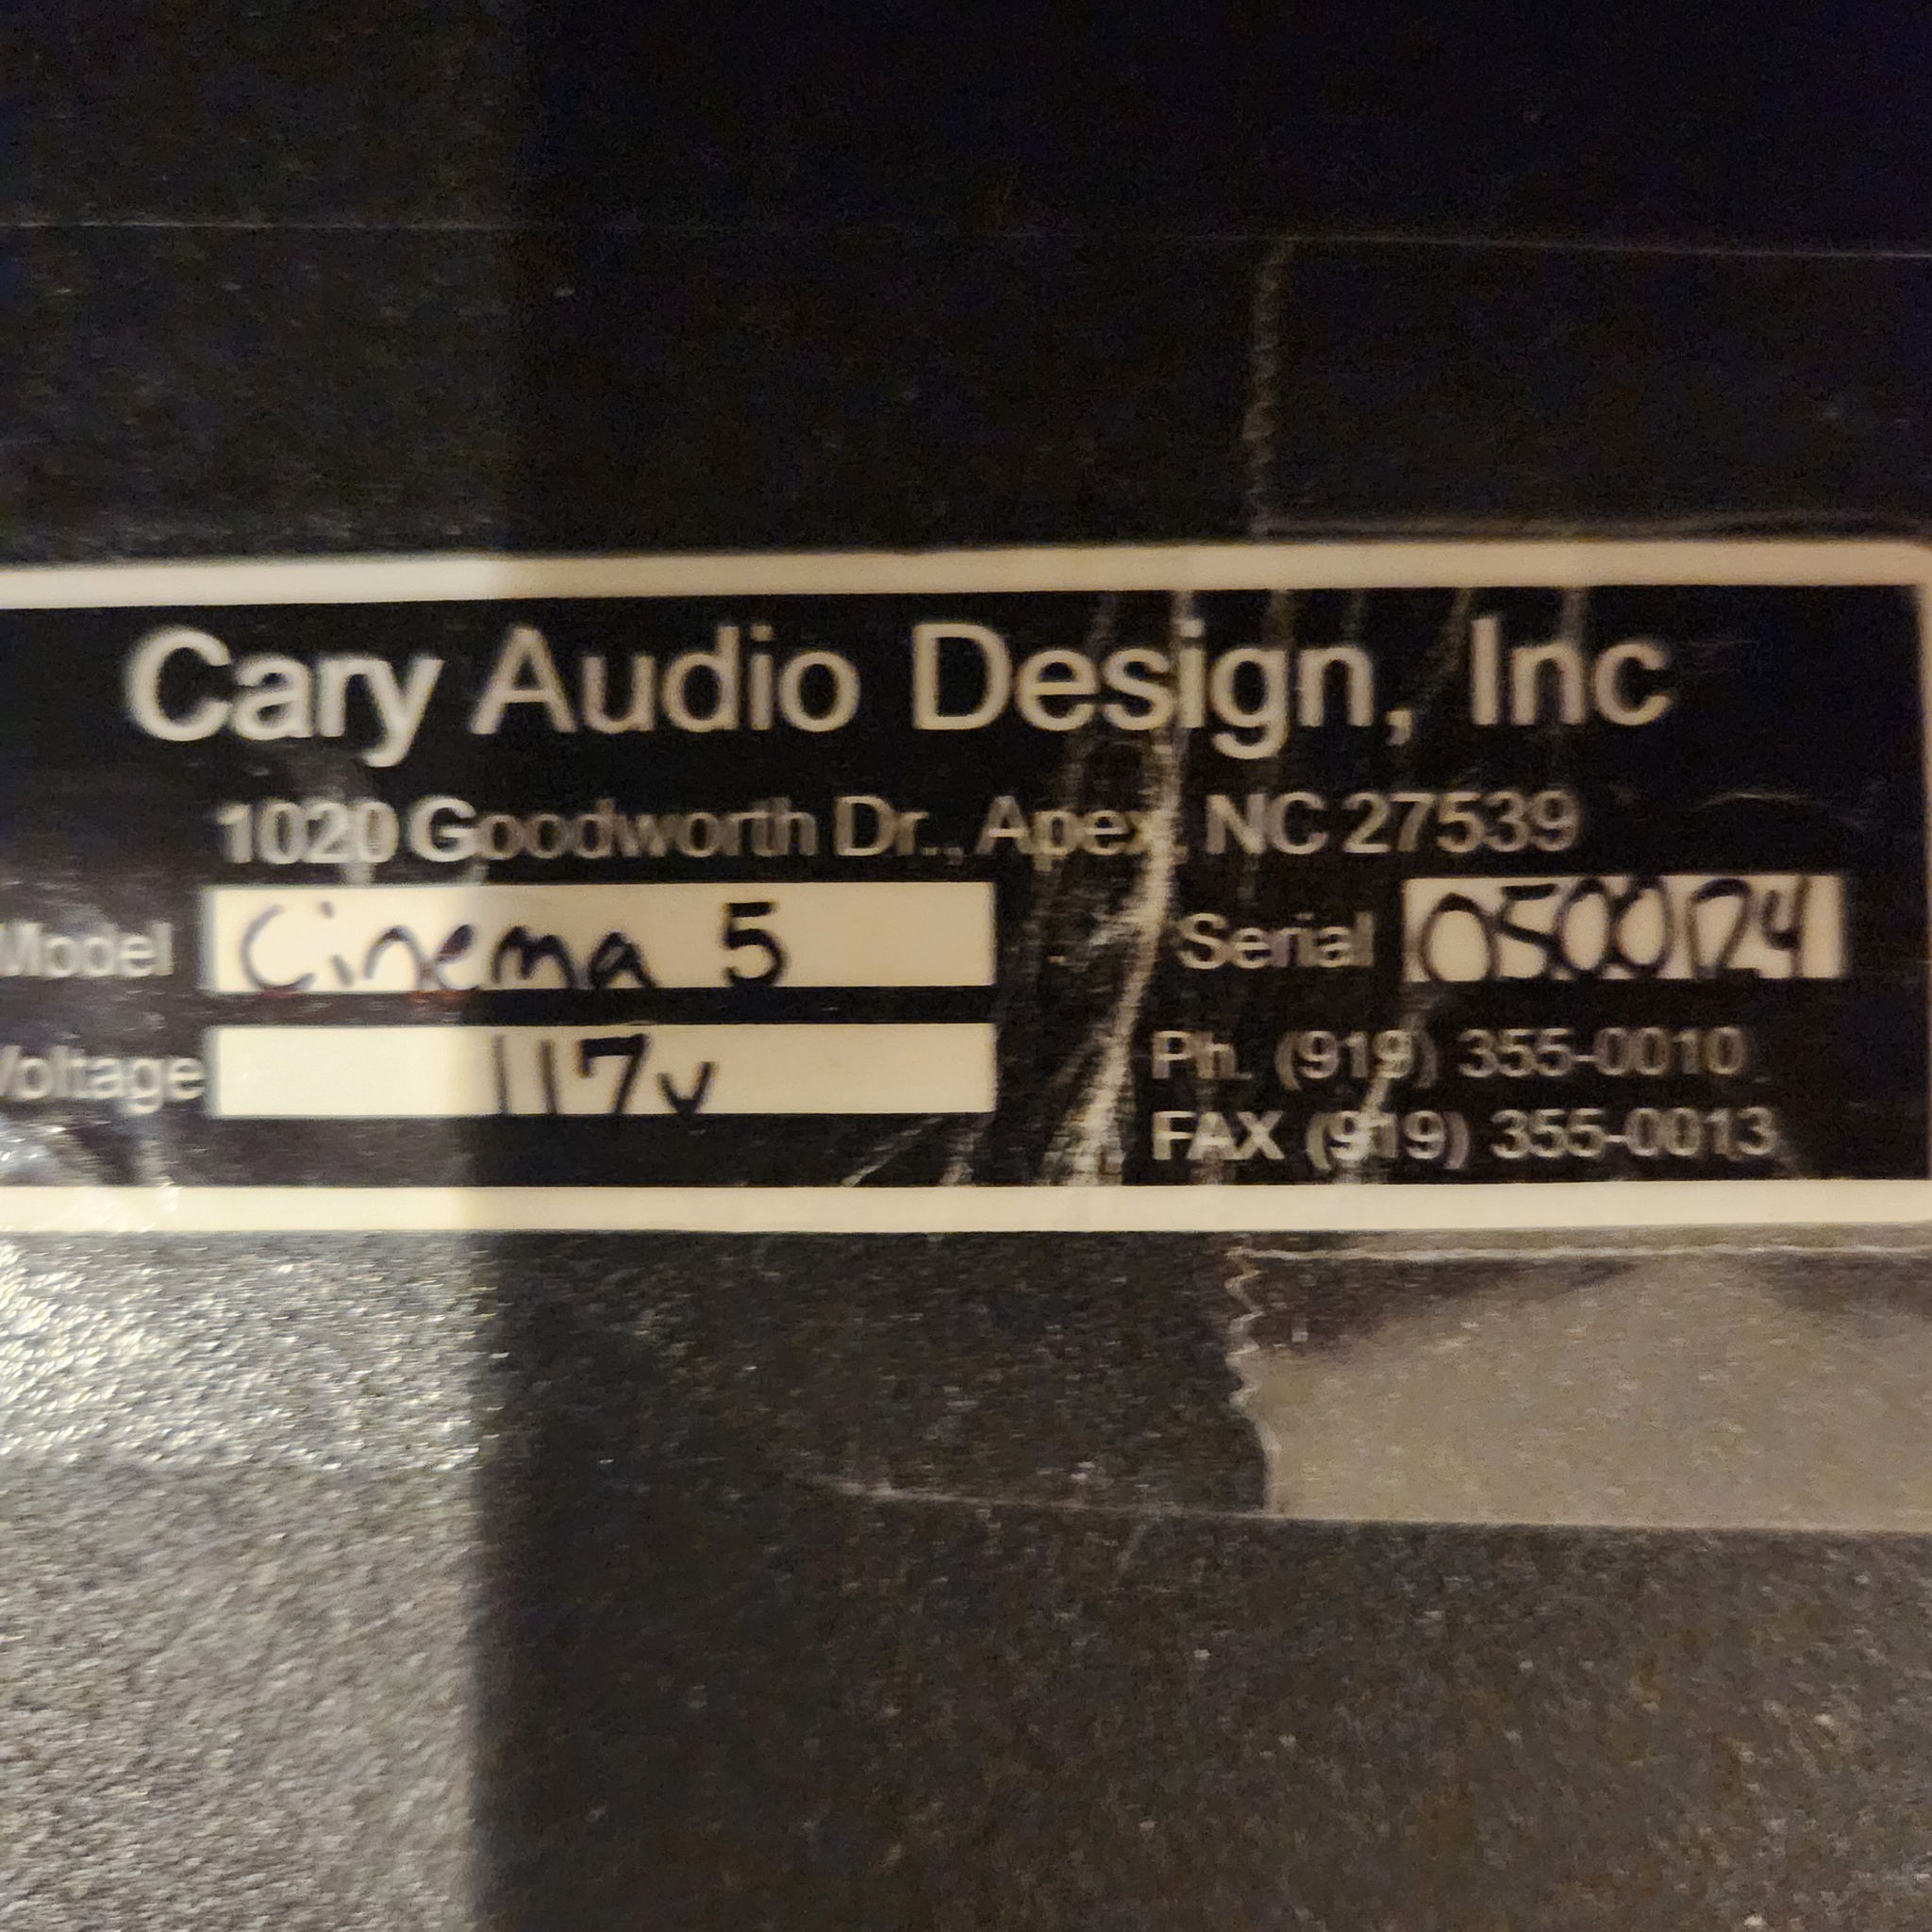 Cary Audio Design, Inc
1020 Goodworth Dr., Apex, NC 27539
Model Cinema 5
Serial
Voltage 117v
Ph. (919) 355-0010
FAX (919) 355-0013